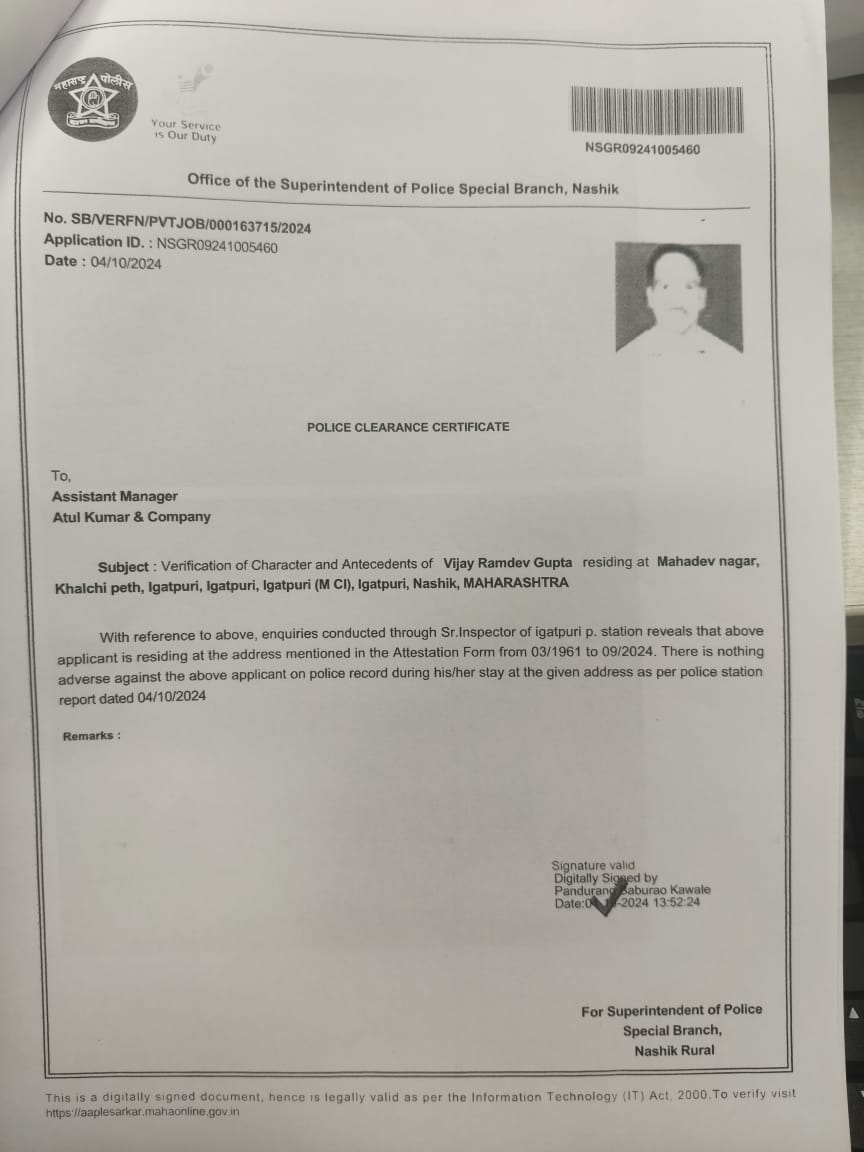 महाराष्ट्र पोलीस
Your Service
is Our Duty
NSGR09241005460
Office of the Superintendent of Police Special Branch, Nashik
No. SB/VERFN/PVTJOB/000163715/2024
Application ID. : NSGR09241005460
Date : 04/10/2024
POLICE CLEARANCE CERTIFICATE
To,
Assistant Manager
Atul Kumar & Company
Subject : Verification of Character and Antecedents of Vijay Ramdev Gupta residing at Mahadev nagar,
Khalchi peth, Igatpuri, Igatpuri, Igatpuri (M CI), Igatpuri, Nashik, MAHARASHTRA
With reference to above, enquiries conducted through Sr.Inspector of igatpuri p. station reveals that above
applicant is residing at the address mentioned in the Attestation Form from 03/1961 to 09/2024. There is nothing
adverse against the above applicant on police record during his/her stay at the given address as per police station
report dated 04/10/2024
Remarks :
Signature valid
Digitally Signed by
Pandurang Baburao Kawale
Date:04-10-2024 13:52:24
For Superintendent of Police
Special Branch,
Nashik Rural
This is a digitally signed document, hence is legally valid as per the Information Technology (IT) Act, 2000.To verify visit
https://aaplesarkar.mahaonline.gov.in